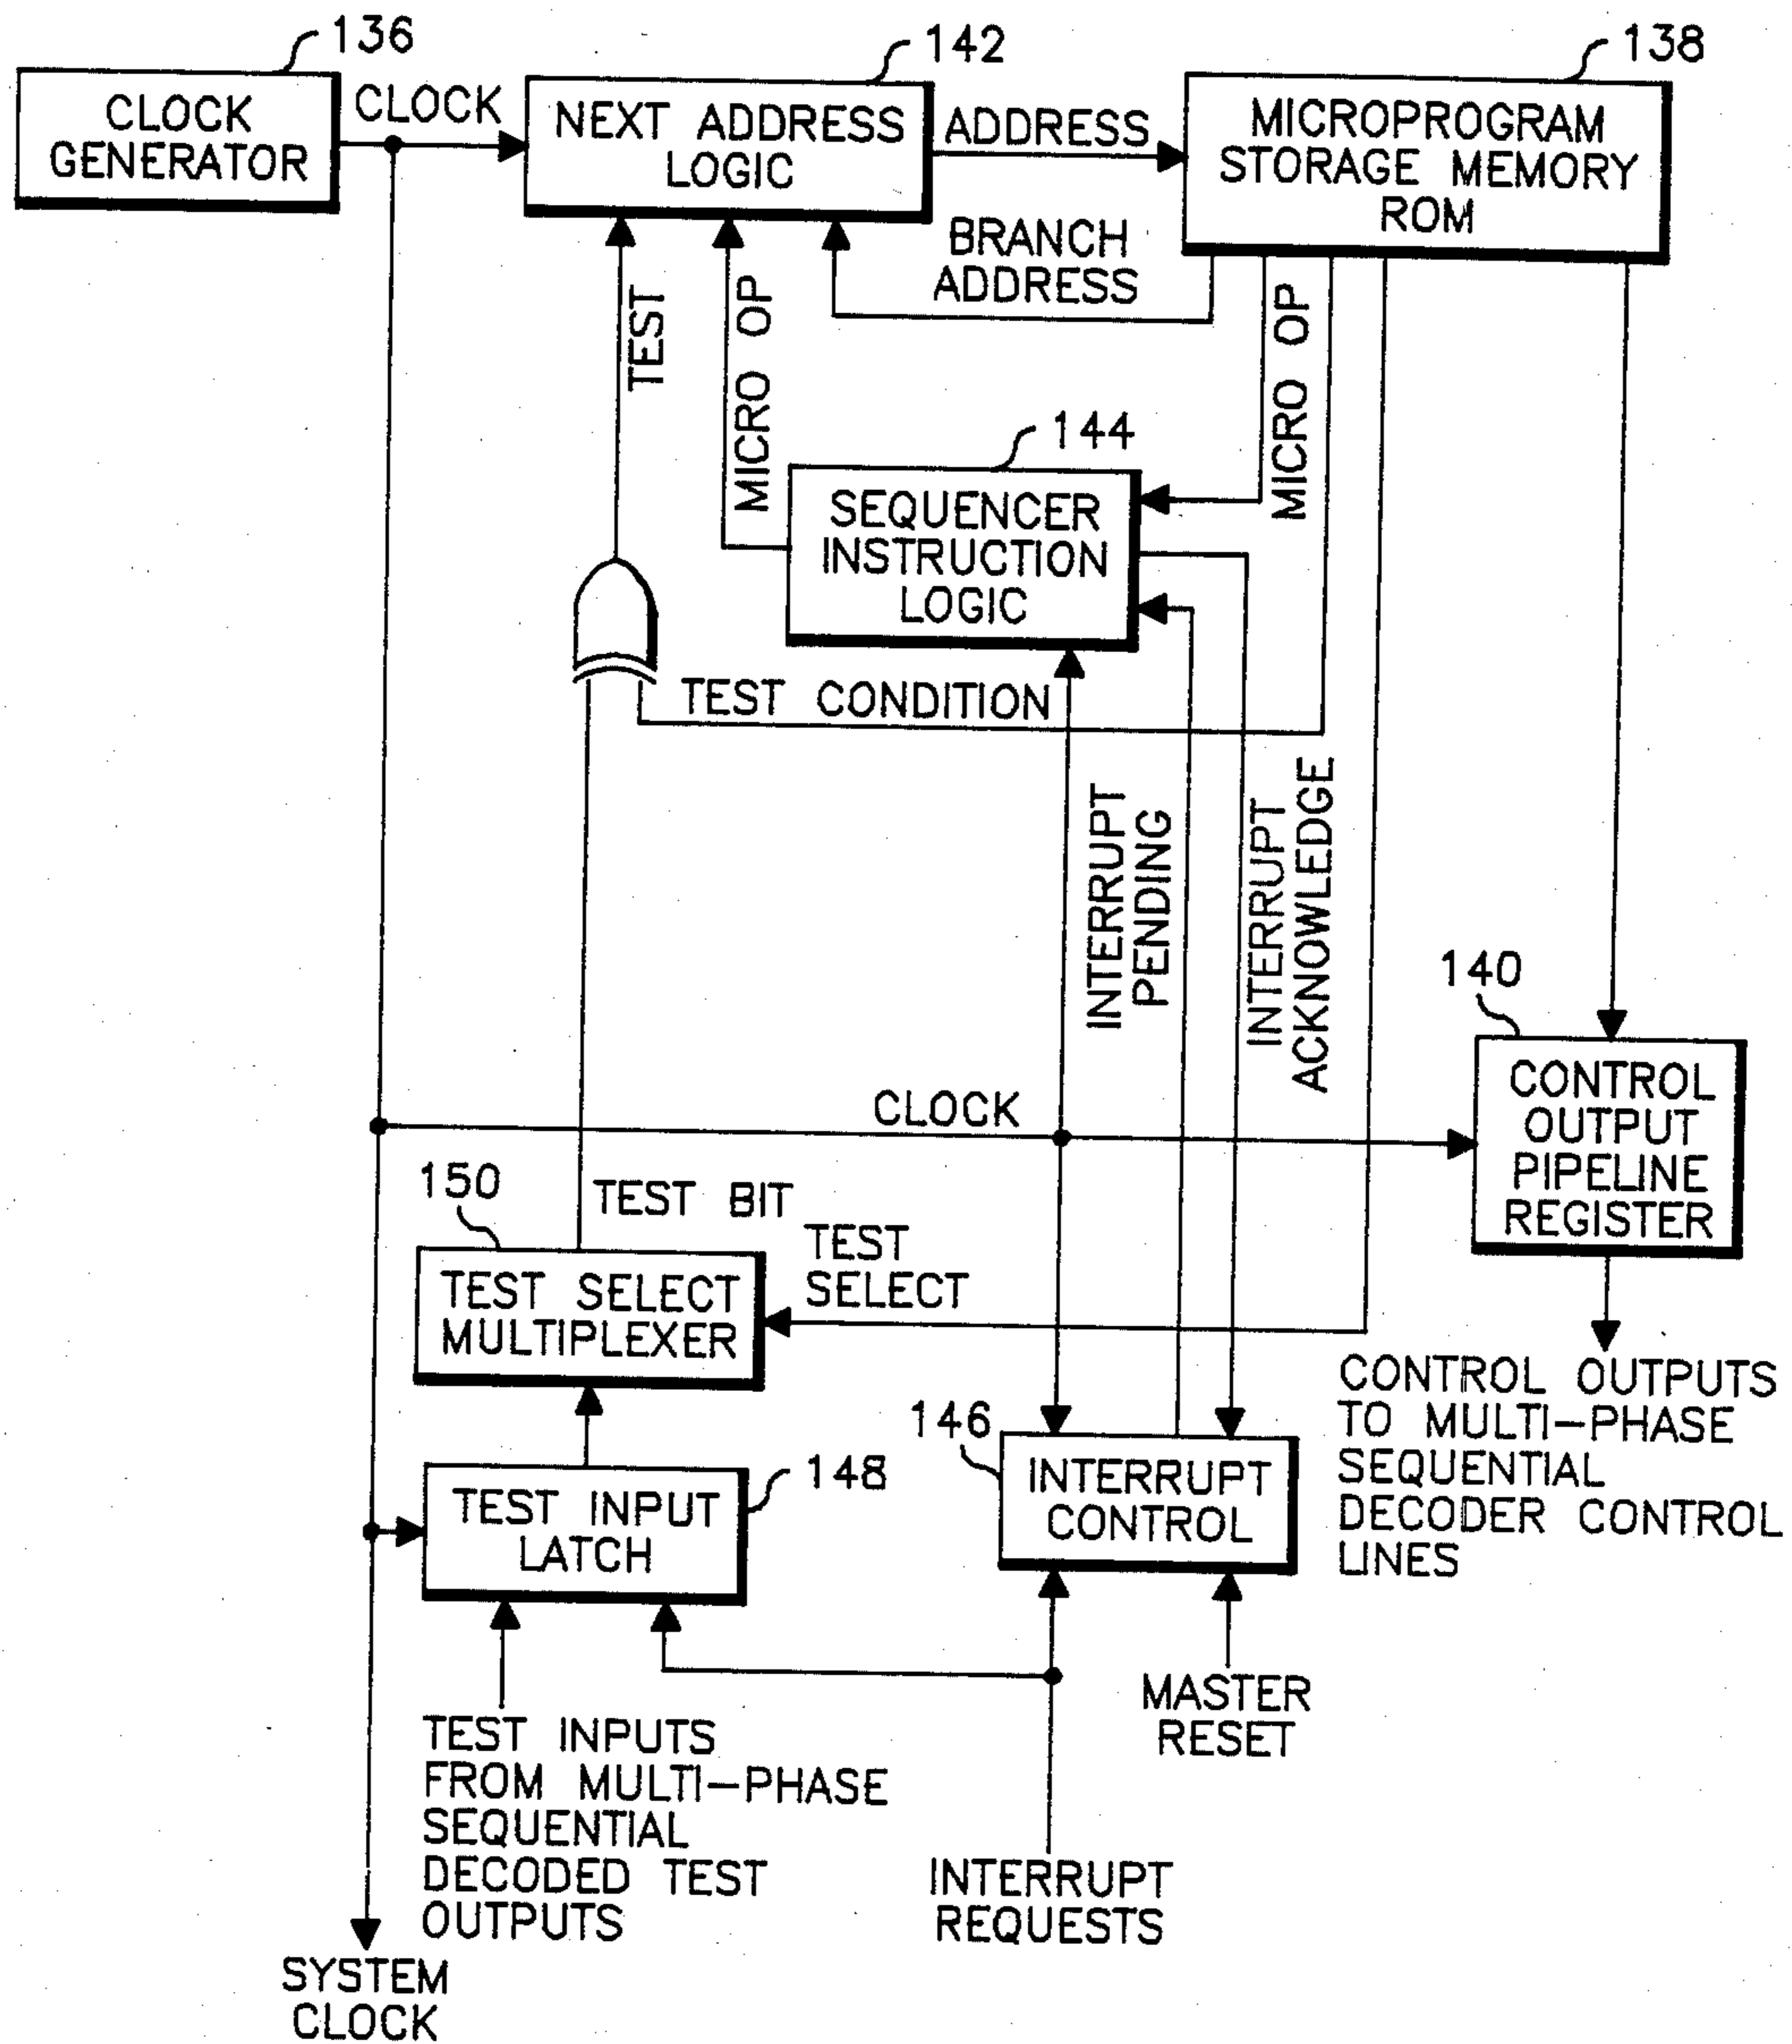 136
CLOCK
GENERATOR
CLOCK
142
NEXT ADDRESS
LOGIC
ADDRESS
138
MICROPROGRAM
STORAGE MEMORY
ROM
BRANCH
ADDRESS
TEST
MICRO OP
MICRO OP
144
SEQUENCER
INSTRUCTION
LOGIC
TEST CONDITION
INTERRUPT
PENDING
INTERRUPT
ACKNOWLEDGE
140
CONTROL
OUTPUT
PIPELINE
REGISTER
CLOCK
150
TEST BIT
TEST SELECT
MULTIPLEXER
TEST
SELECT
CONTROL OUTPUTS
TO MULTI-PHASE
SEQUENTIAL
DECODER CONTROL
LINES
146
INTERRUPT
CONTROL
148
TEST INPUT
LATCH
MASTER
RESET
TEST INPUTS
FROM MULTI-PHASE
SEQUENTIAL
DECODED TEST
OUTPUTS
INTERRUPT
REQUESTS
SYSTEM
CLOCK